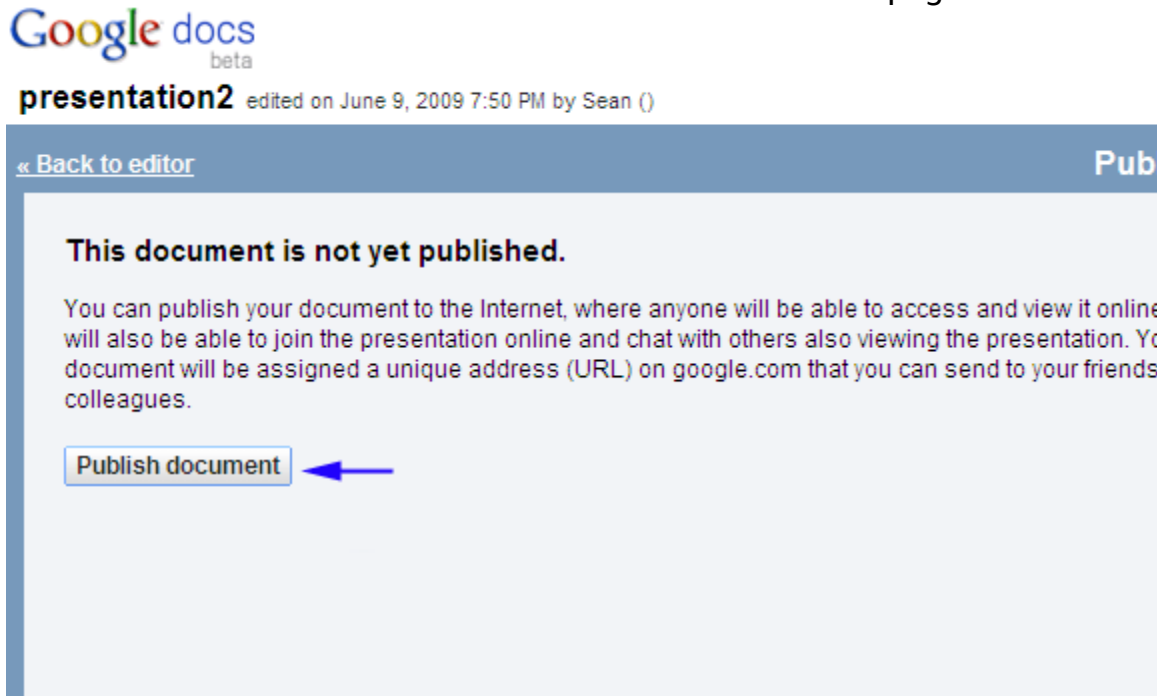 Google docs
beta
presentation2 edited on June 9, 2009 7:50 PM by Sean ()
« Back to editor Pub
This document is not yet published.
You can publish your document to the Internet, where anyone will be able to access and view it online
will also be able to join the presentation online and chat with others also viewing the presentation. Yo
document will be assigned a unique address (URL) on google.com that you can send to your friends
colleagues.
Publish document